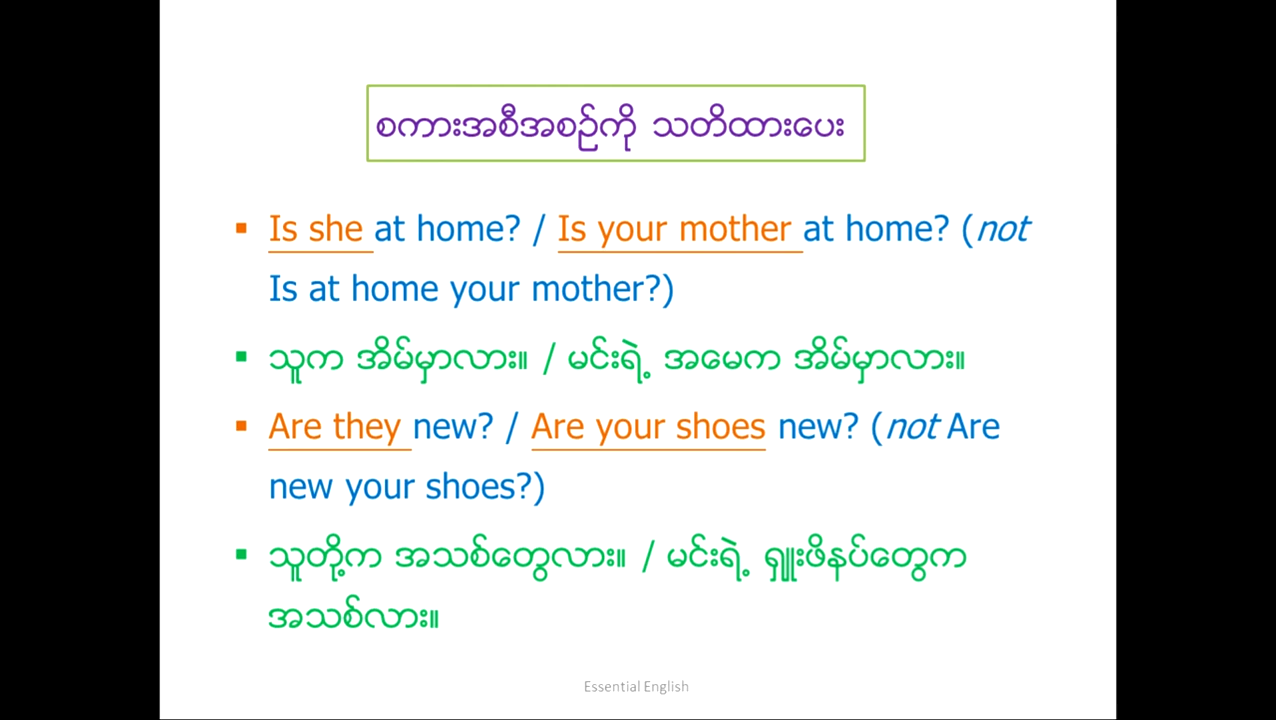 စကားအစီအစဉ်ကို သတိထားပေး
▪ Is she at home? / Is your mother at home? (not
Is at home your mother?)
▪ သူက အိမ်မှာလား။ / မင်းရဲ့ အမေက အိမ်မှာလား။
▪ Are they new? / Are your shoes new? (not Are
new your shoes?)
▪ သူတို့က အသစ်တွေလား။ / မင်းရဲ့ ရှူးဖိနပ်တွေက
အသစ်လား။
Essential English